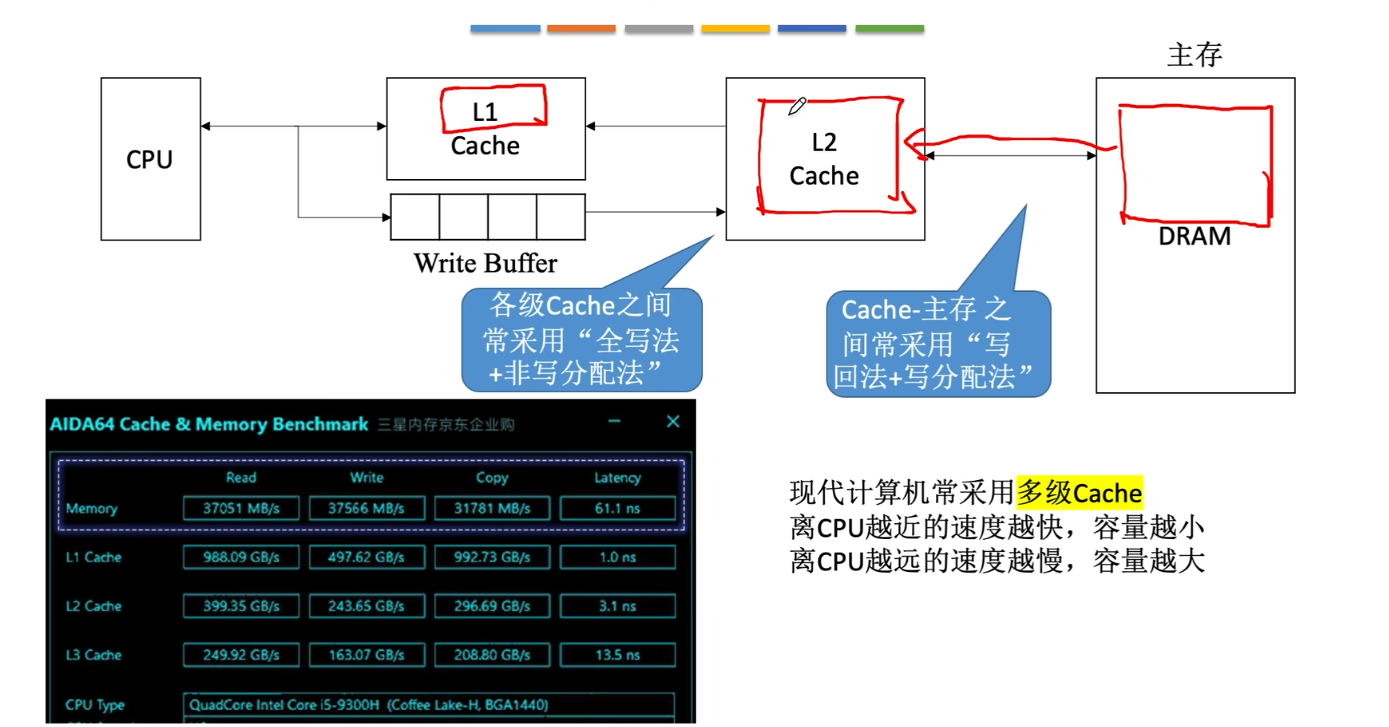 主存
CPU
L1
Cache
L2
Cache
DRAM
Write Buffer
各级Cache之间
常采用“全写法
+非写分配法”
Cache-主存 之
间常采用“写
回法+写分配法”
AIDA64 Cache & Memory Benchmark 三星内存京东企业购
Read Write Copy Latency
Memory 37051 MB/s 37566 MB/s 31781 MB/s 61.1 ns
L1 Cache 988.09 GB/s 497.62 GB/s 992.73 GB/s 1.0 ns
L2 Cache 399.35 GB/s 243.65 GB/s 296.69 GB/s 3.1 ns
L3 Cache 249.92 GB/s 163.07 GB/s 208.80 GB/s 13.5 ns
CPU Type QuadCore Intel Core i5-9300H (Coffee Lake-H, BGA1440)
现代计算机常采用多级Cache
离CPU越近的速度越快，容量越小
离CPU越远的速度越慢，容量越大